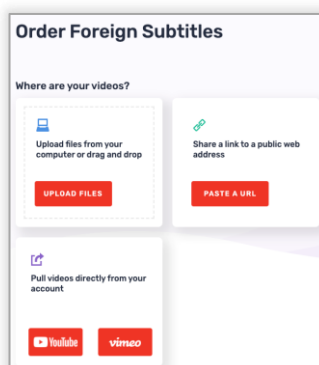 Order Foreign Subtitles
Where are your videos?
Upload files from your
computer or drag and drop
UPLOAD FILES
Share a link to a public web
address
PASTE A URL
Pull videos directly from your
account
YouTube
vimeo